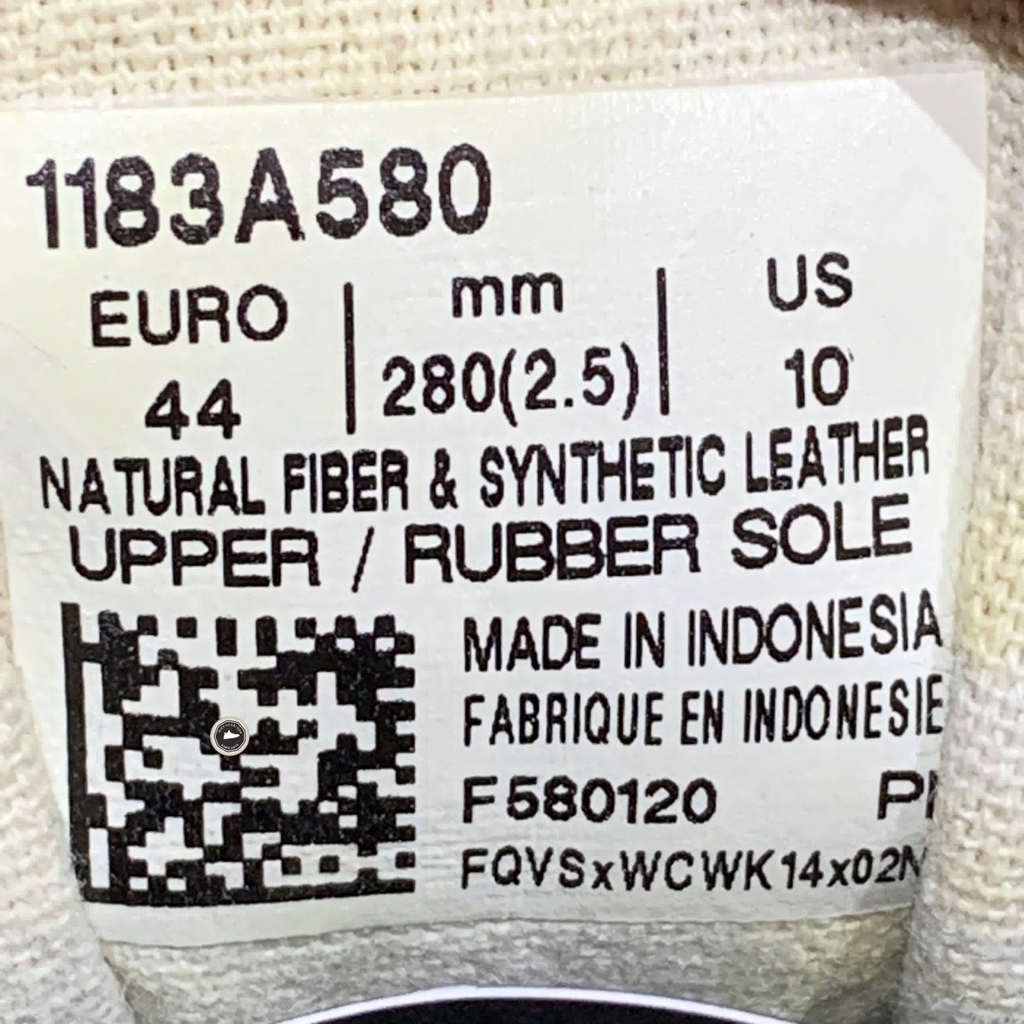 1183A580
EURO | mm | US
44 | 280(2.5) | 10
NATURAL FIBER & SYNTHETIC LEATHER
UPPER / RUBBER SOLE
MADE IN INDONESIA
FABRIQUE EN INDONESIE
F580120
FQVSxWCWK14x02N